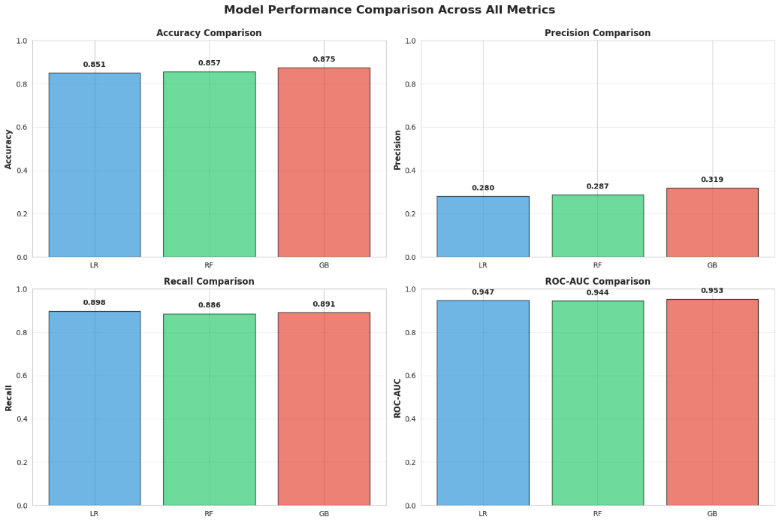 Model Performance Comparison Across All Metrics
Accuracy Comparison
1.0
0.8
0.6
0.4
0.2
0.0
Accuracy
0.851
0.857
0.875
LR
RF
GB
Precision Comparison
1.0
0.8
0.6
0.4
0.2
0.0
Precision
0.280
0.287
0.319
LR
RF
GB
Recall Comparison
1.0
0.8
0.6
0.4
0.2
0.0
Recall
0.898
0.886
0.891
LR
RF
GB
ROC-AUC Comparison
1.0
0.8
0.6
0.4
0.2
0.0
ROC-AUC
0.947
0.944
0.953
LR
RF
GB